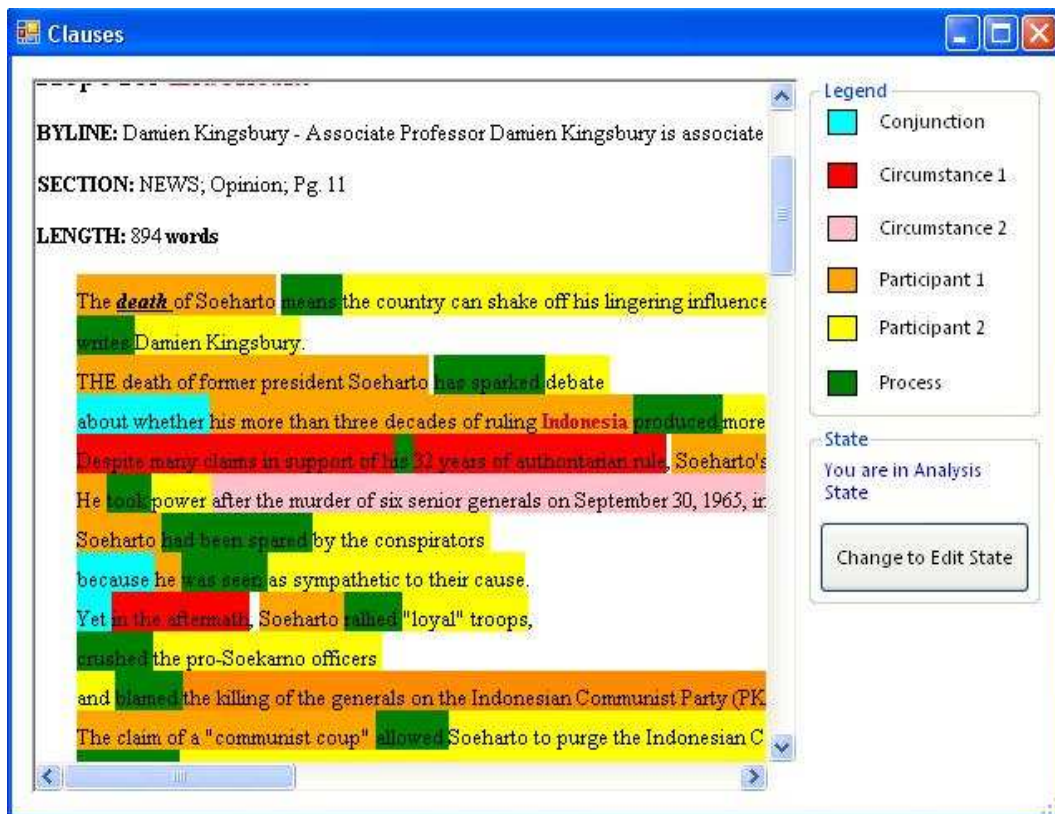 Clauses
BYLINE: Damien Kingsbury - Associate Professor Damien Kingsbury is associate
SECTION: NEWS; Opinion; Pg. 11
LENGTH: 894 words
The death of Soeharto means the country can shake off his lingering influence
writes Damien Kingsbury.
THE death of former president Soeharto has sparked debate
about whether his more than three decades of ruling Indonesia produced more
Despite many claims in support of his 32 years of authoritarian rule, Soeharto's
He took power after the murder of six senior generals on September 30, 1965, in
Soeharto had been spared by the conspirators
because he was seen as sympathetic to their cause.
Yet in the aftermath, Soeharto rallied "loyal" troops,
crushed the pro-Soekarno officers
and blamed the killing of the generals on the Indonesian Communist Party (PK
The claim of a "communist coup" allowed Soeharto to purge the Indonesian C
Legend
Conjunction
Circumstance 1
Circumstance 2
Participant 1
Participant 2
Process
State
You are in Analysis
State
Change to Edit State